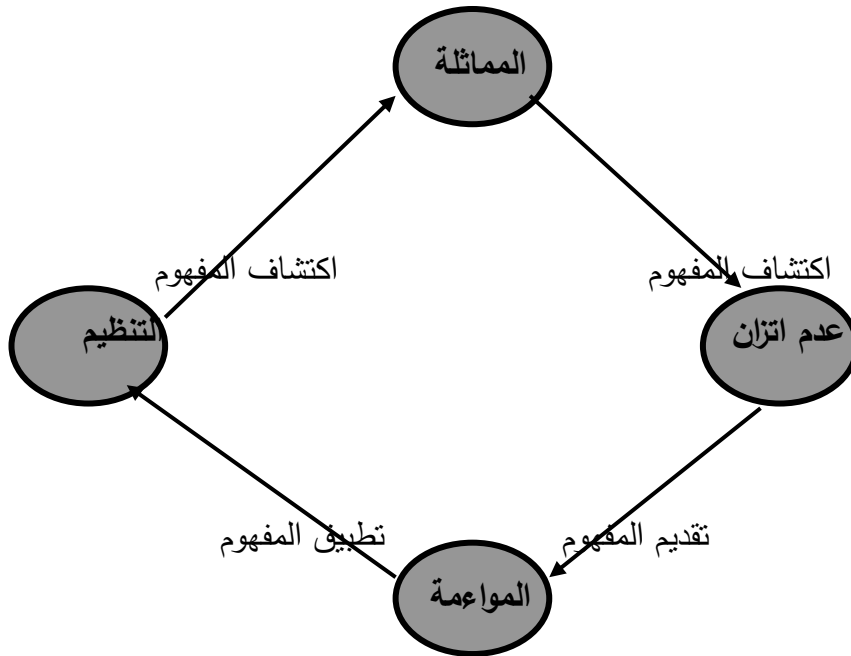 المماثلة
اكتشاف المفهوم
اكتشاف المفهوم
عدم اتزان
التنظيم
تقديم المفهوم
تطبيق المفهوم
المواءمة